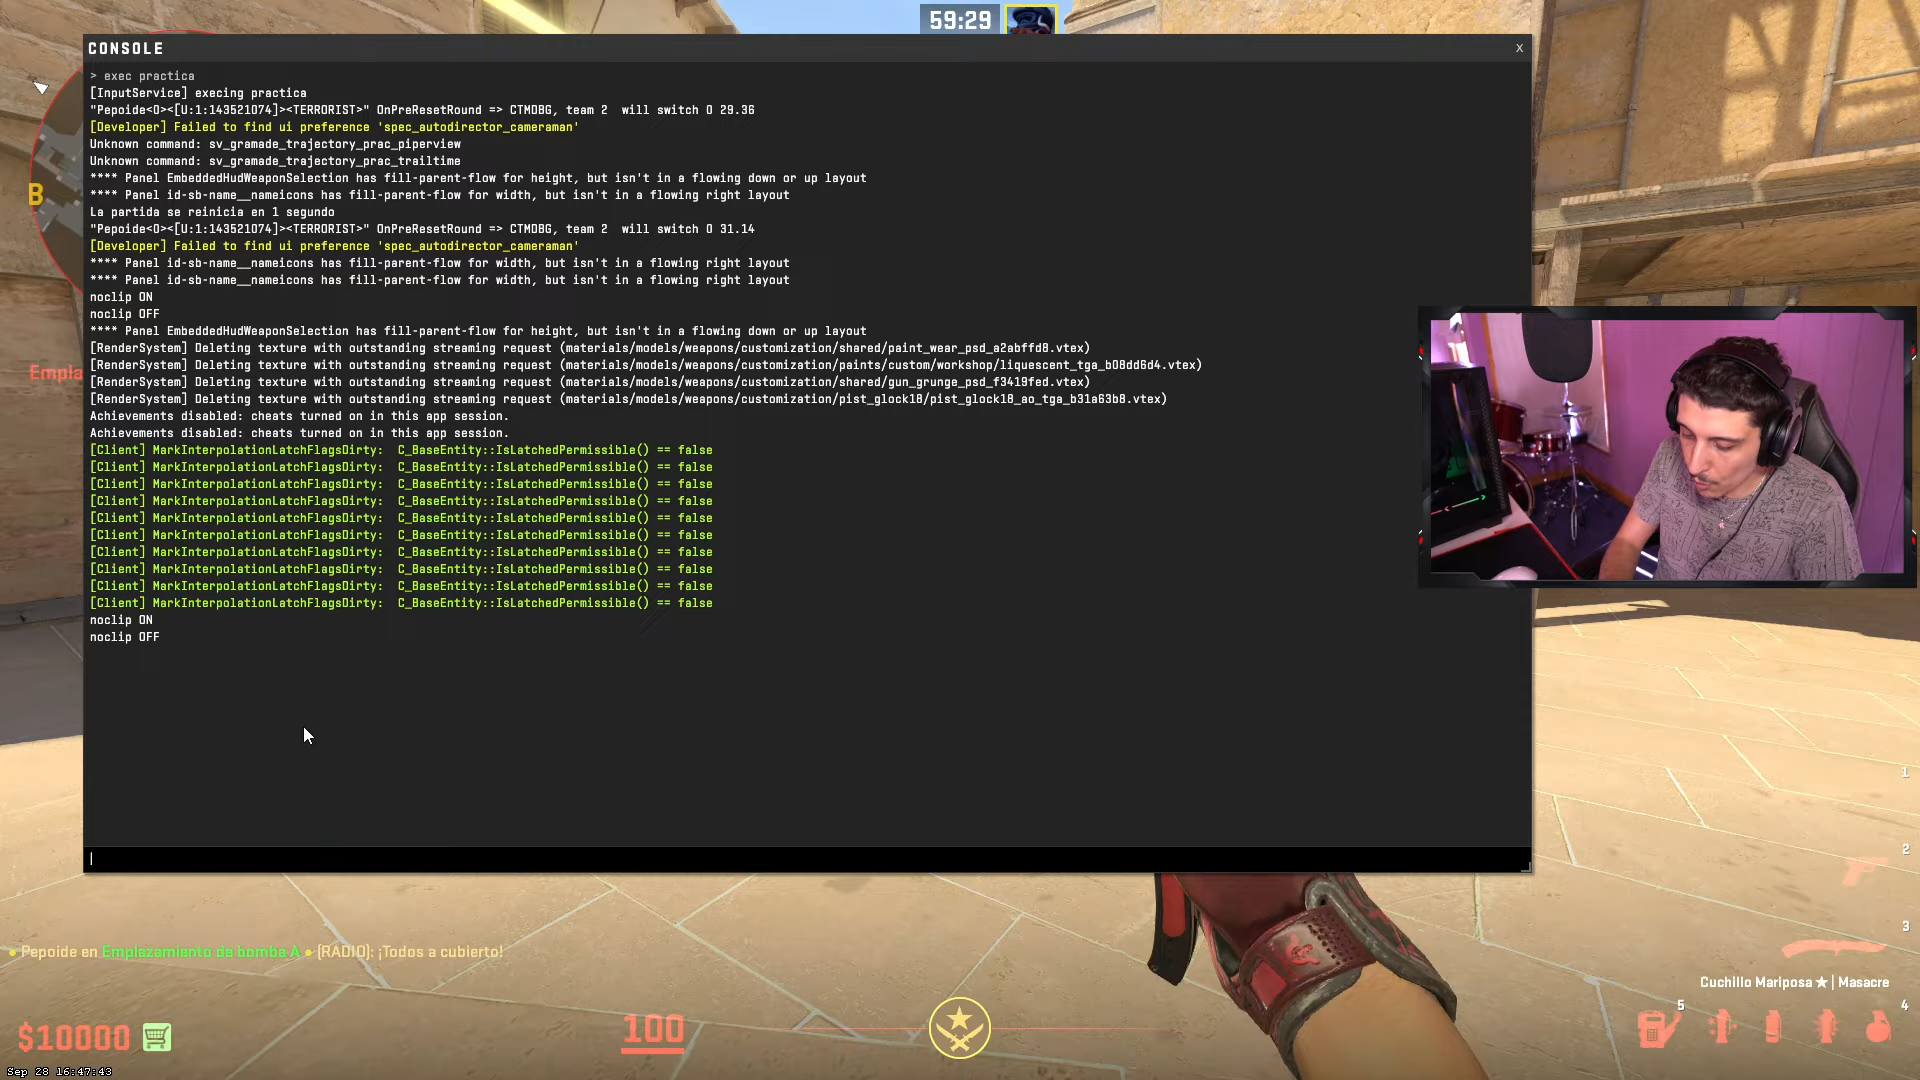 59:29
CONSOLE
X
> exec practica
[InputService] execing practica
"Pepoide<0><[U:1:143521074]><TERRORIST>" OnPreResetRound => CTMDBG, team 2  will switch 0 29.36
[Developer] Failed to find ui preference 'spec_autodirector_cameraman'
Unknown command: sv_gramade_trajectory_prac_piperview
Unknown command: sv_gramade_trajectory_prac_trailtime
**** Panel EmbeddedHudWeaponSelection has fill-parent-flow for height, but isn't in a flowing down or up layout
**** Panel id-sb-name__nameicons has fill-parent-flow for width, but isn't in a flowing right layout
La partida se reinicia en 1 segundo
"Pepoide<0><[U:1:143521074]><TERRORIST>" OnPreResetRound => CTMDBG, team 2  will switch 0 31.14
[Developer] Failed to find ui preference 'spec_autodirector_cameraman'
**** Panel id-sb-name__nameicons has fill-parent-flow for width, but isn't in a flowing right layout
**** Panel id-sb-name__nameicons has fill-parent-flow for width, but isn't in a flowing right layout
noclip ON
noclip OFF
**** Panel EmbeddedHudWeaponSelection has fill-parent-flow for height, but isn't in a flowing down or up layout
[RenderSystem] Deleting texture with outstanding streaming request (materials/models/weapons/customization/shared/paint_wear_psd_a2abffd8.vtex)
[RenderSystem] Deleting texture with outstanding streaming request (materials/models/weapons/customization/paints/custom/workshop/liquescent_tga_b08dd6d4.vtex)
[RenderSystem] Deleting texture with outstanding streaming request (materials/models/weapons/customization/shared/gun_grunge_psd_f3419fed.vtex)
[RenderSystem] Deleting texture with outstanding streaming request (materials/models/weapons/customization/pist_glock18/pist_glock18_ao_tga_b31a63b8.vtex)
Achievements disabled: cheats turned on in this app session.
Achievements disabled: cheats turned on in this app session.
[Client] MarkInterpolationLatchFlagsDirty:  C_BaseEntity::IsLatchedPermissible() == false
[Client] MarkInterpolationLatchFlagsDirty:  C_BaseEntity::IsLatchedPermissible() == false
[Client] MarkInterpolationLatchFlagsDirty:  C_BaseEntity::IsLatchedPermissible() == false
[Client] MarkInterpolationLatchFlagsDirty:  C_BaseEntity::IsLatchedPermissible() == false
[Client] MarkInterpolationLatchFlagsDirty:  C_BaseEntity::IsLatchedPermissible() == false
[Client] MarkInterpolationLatchFlagsDirty:  C_BaseEntity::IsLatchedPermissible() == false
[Client] MarkInterpolationLatchFlagsDirty:  C_BaseEntity::IsLatchedPermissible() == false
[Client] MarkInterpolationLatchFlagsDirty:  C_BaseEntity::IsLatchedPermissible() == false
[Client] MarkInterpolationLatchFlagsDirty:  C_BaseEntity::IsLatchedPermissible() == false
[Client] MarkInterpolationLatchFlagsDirty:  C_BaseEntity::IsLatchedPermissible() == false
noclip ON
noclip OFF
B
Empla
1
2
3
• Pepoide en Emplazamiento de bomba A • [RADIO]: ¡Todos a cubierto!
Cuchillo Mariposa ★ | Masacre
5
4
$10000
100
Sep 28 16:47:43